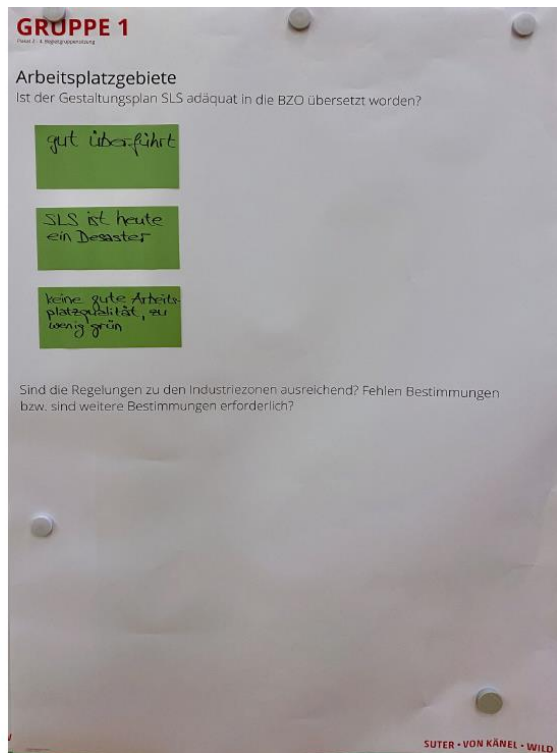 GRUPPE 1
Arbeitsplatzgebiete
Ist der Gestaltungsplan SLS adäquat in die BZO übersetzt worden?
gut überführt
SLS ist heute
ein Desaster
keine gute Arbeits-
platzqualität, zu
wenig grün
Sind die Regelungen zu den Industriezonen ausreichend? Fehlen Bestimmungen
bzw. sind weitere Bestimmungen erforderlich?
SUTER • VON KÄNEL • WILD